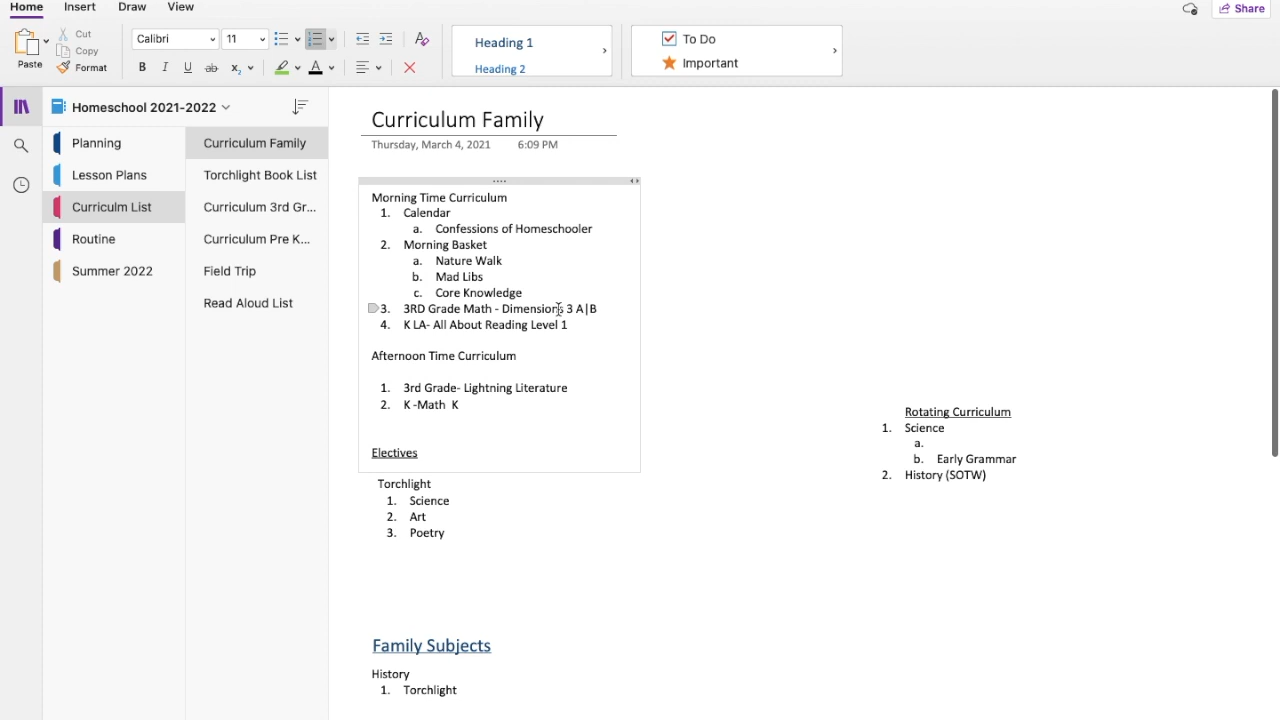 Home Insert Draw View
Share
Paste
Cut
Copy
Format
Calibri 11
B I U ab x₂ A
Heading 1
Heading 2
To Do
Important
Homeschool 2021-2022
Planning
Lesson Plans
Curriculm List
Routine
Summer 2022
Curriculum Family
Torchlight Book List
Curriculum 3rd Gr...
Curriculum Pre K...
Field Trip
Read Aloud List
Curriculum Family
Thursday, March 4, 2021 6:09 PM
Morning Time Curriculum
1. Calendar
a. Confessions of Homeschooler
2. Morning Basket
a. Nature Walk
b. Mad Libs
c. Core Knowledge
3. 3RD Grade Math - Dimensions 3 A|B
4. K LA- All About Reading Level 1
Afternoon Time Curriculum
1. 3rd Grade- Lightning Literature
2. K -Math K
Electives
Torchlight
1. Science
2. Art
3. Poetry
Rotating Curriculum
1. Science
a.
b. Early Grammar
2. History (SOTW)
Family Subjects
History
1. Torchlight